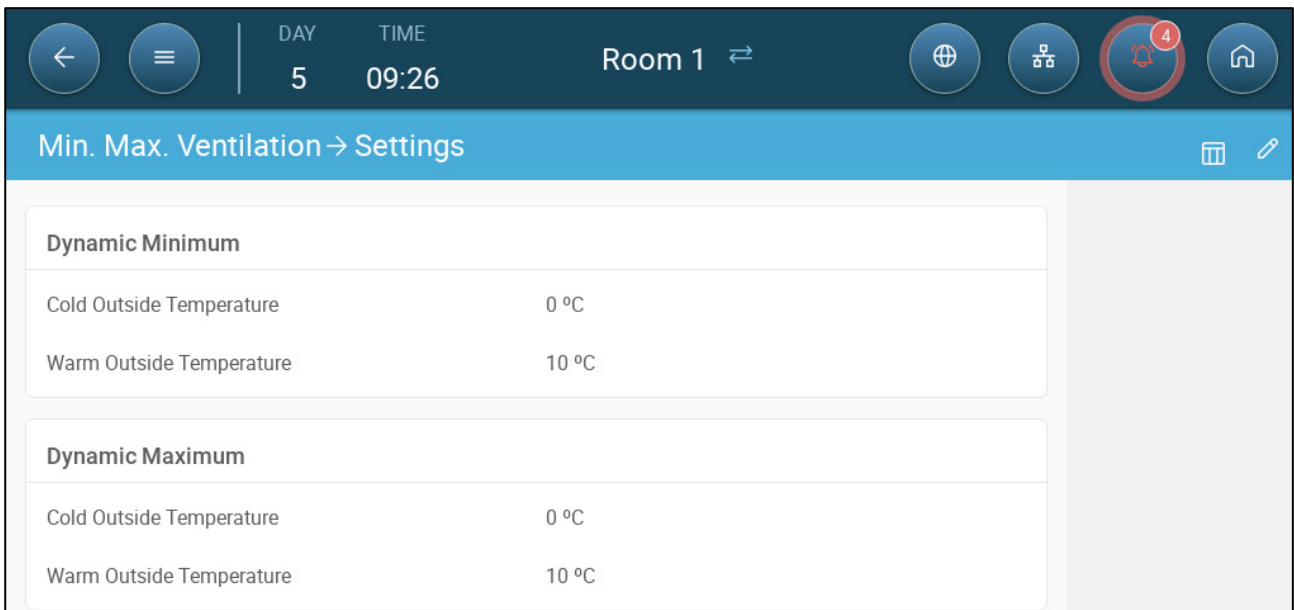 DAY TIME
5 09:26 Room 1 4
Min. Max. Ventilation → Settings
Dynamic Minimum
Cold Outside Temperature 0 ºC
Warm Outside Temperature 10 ºC
Dynamic Maximum
Cold Outside Temperature 0 ºC
Warm Outside Temperature 10 ºC